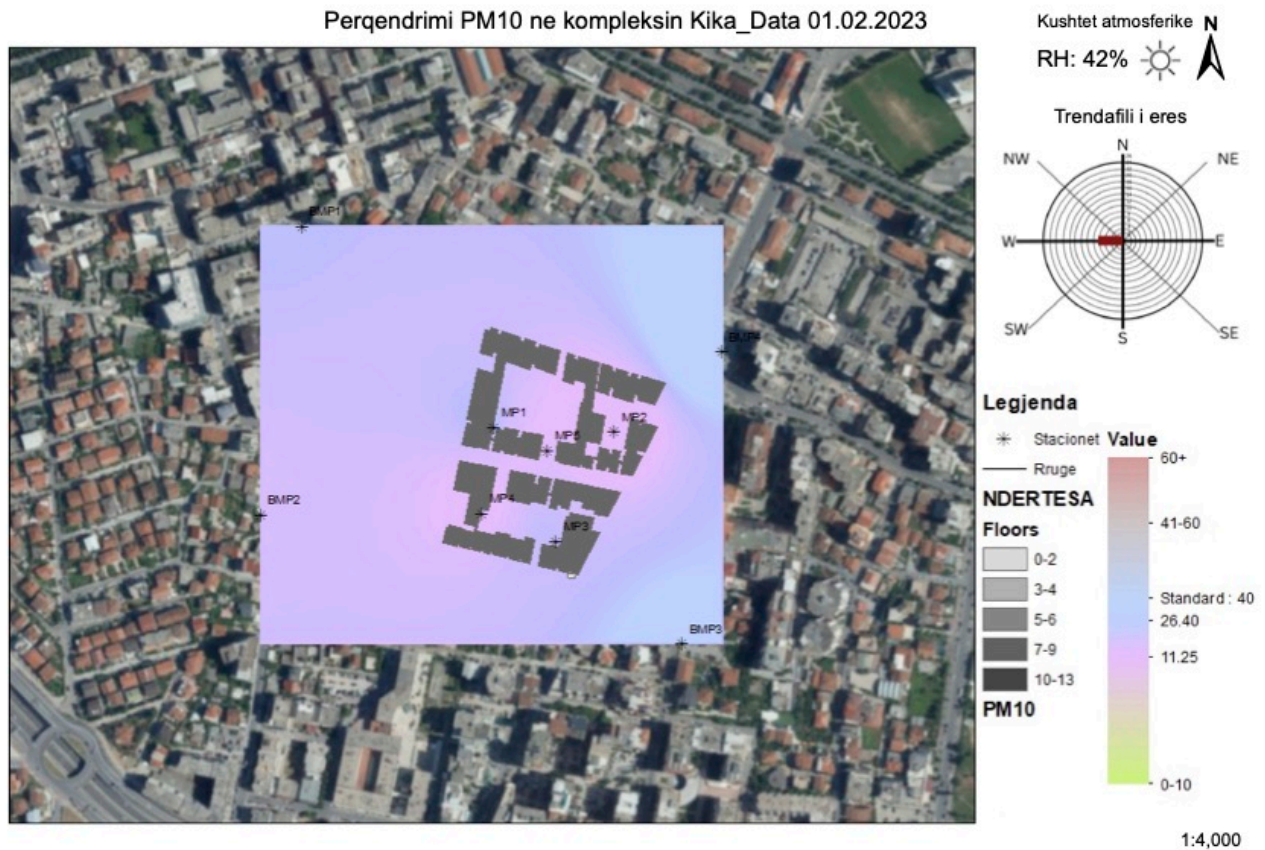 Perqendrimi PM10 ne kompleksin Kika_Data 01.02.2023
Kushtet atmosferike
N
RH: 42%
Trendafili i eres
N
NW
NE
W
E
SW
SE
S
BMP1
BMP4
MP1
MP2
MP5
BMP2
MP4
MP3
BMP3
Legjenda
Stacionet
Rruge
NDERTESA
Floors
0-2
3-4
5-6
7-9
10-13
PM10
Value
60+
41-60
Standard : 40
26.40
11.25
0-10
1:4,000